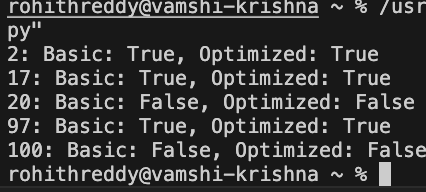 rohithreddy@vamshi-krishna ~ % /usr
py"
2: Basic: True, Optimized: True
17: Basic: True, Optimized: True
20: Basic: False, Optimized: False
97: Basic: True, Optimized: True
100: Basic: False, Optimized: False
rohithreddy@vamshi-krishna ~ %